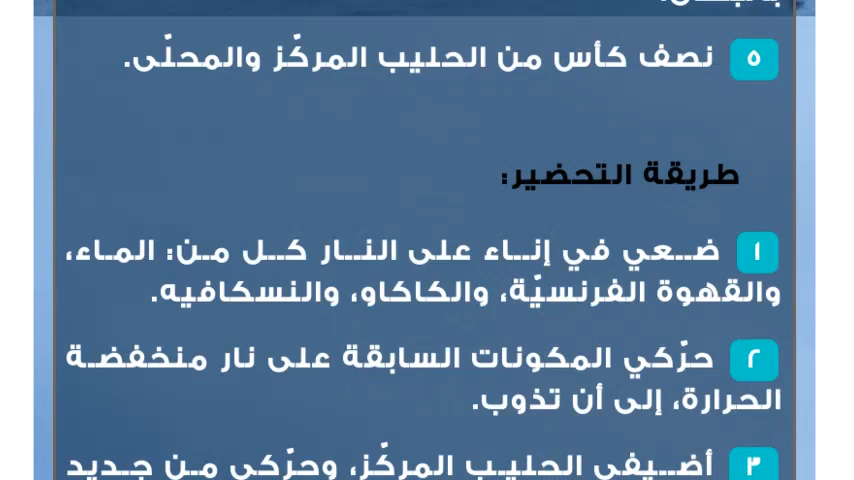 ٥ نصف كأس من الحليب المركّز والمحلّى.
طريقة التحضير:
١ ضعي في إناء على النار كل من: الماء،
والقهوة الفرنسيّة، والكاكاو، والنسكافيه.
٢ حرّكي المكونات السابقة على نار منخفضة
الحرارة، إلى أن تذوب.
٣ أضيفي الحليب المركّز، وحرّكي من جديد